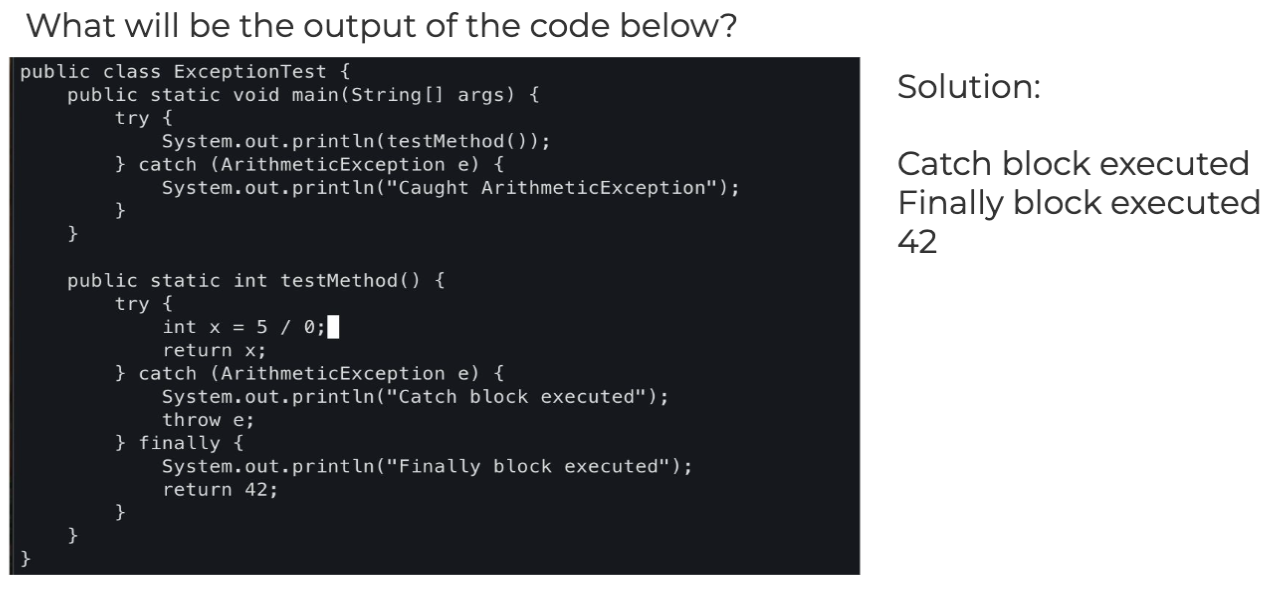 What will be the output of the code below?
public class ExceptionTest {
    public static void main(String[] args) {
        try {
            System.out.println(testMethod());
        } catch (ArithmeticException e) {
            System.out.println("Caught ArithmeticException");
        }
    }

    public static int testMethod() {
        try {
            int x = 5 / 0;
            return x;
        } catch (ArithmeticException e) {
            System.out.println("Catch block executed");
            throw e;
        } finally {
            System.out.println("Finally block executed");
            return 42;
        }
    }
}
Solution:
Catch block executed
Finally block executed
42